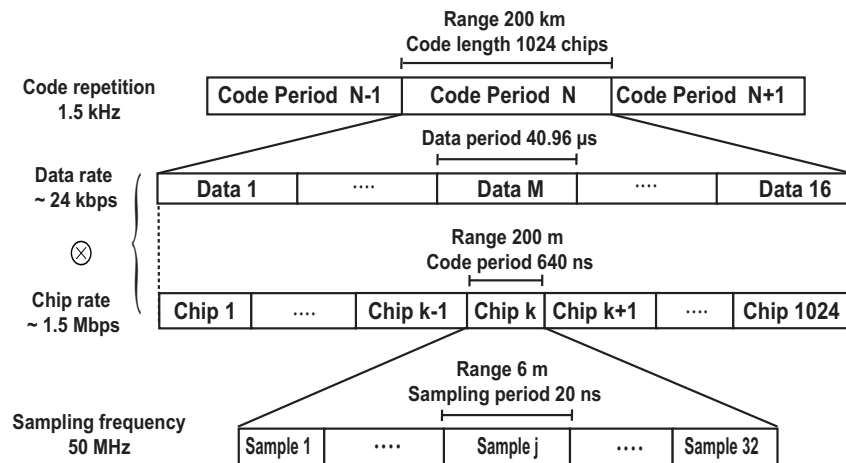 Range 200 km
Code length 1024 chips
Code repetition
1.5 kHz
Code Period N-1
Code Period N
Code Period N+1
Data period 40.96 µs
Data rate
~ 24 kbps
Data 1
....
Data M
....
Data 16
Range 200 m
Code period 640 ns
Chip rate
~ 1.5 Mbps
Chip 1
....
Chip k-1
Chip k
Chip k+1
....
Chip 1024
Range 6 m
Sampling period 20 ns
Sampling frequency
50 MHz
Sample 1
....
Sample j
....
Sample 32